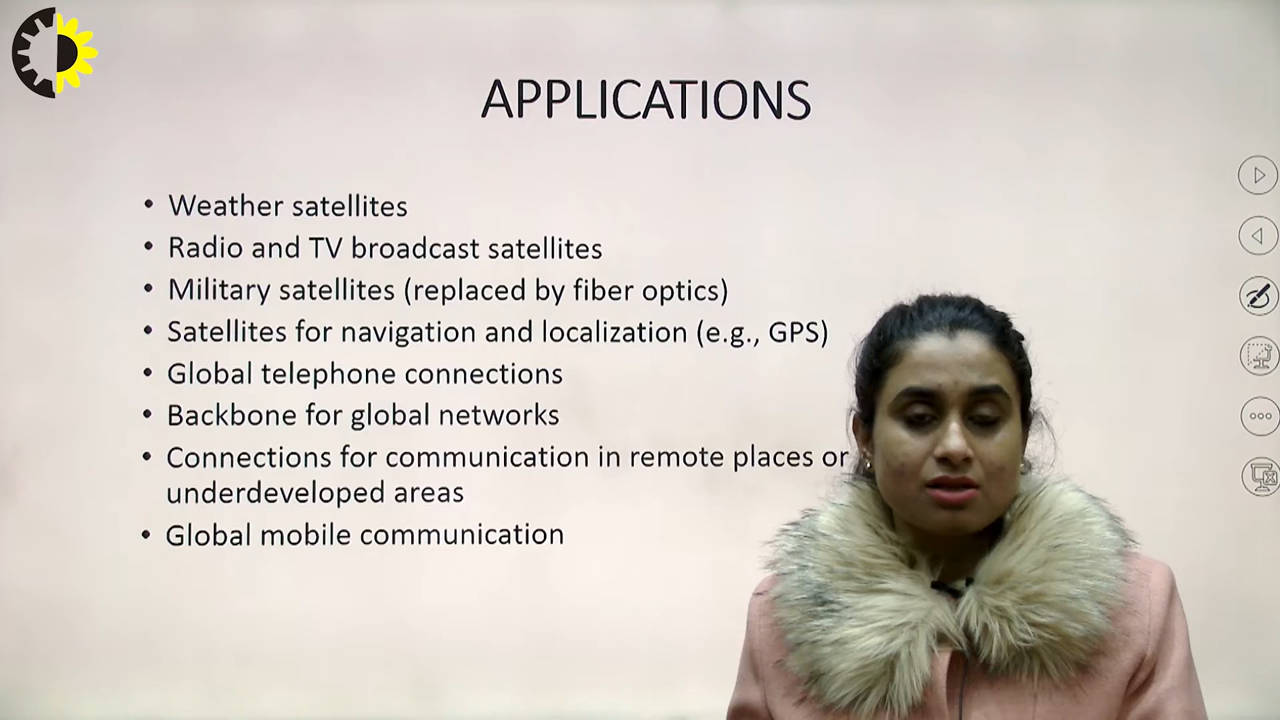 APPLICATIONS
• Weather satellites
• Radio and TV broadcast satellites
• Military satellites (replaced by fiber optics)
• Satellites for navigation and localization (e.g., GPS)
• Global telephone connections
• Backbone for global networks
• Connections for communication in remote places or
underdeveloped areas
• Global mobile communication